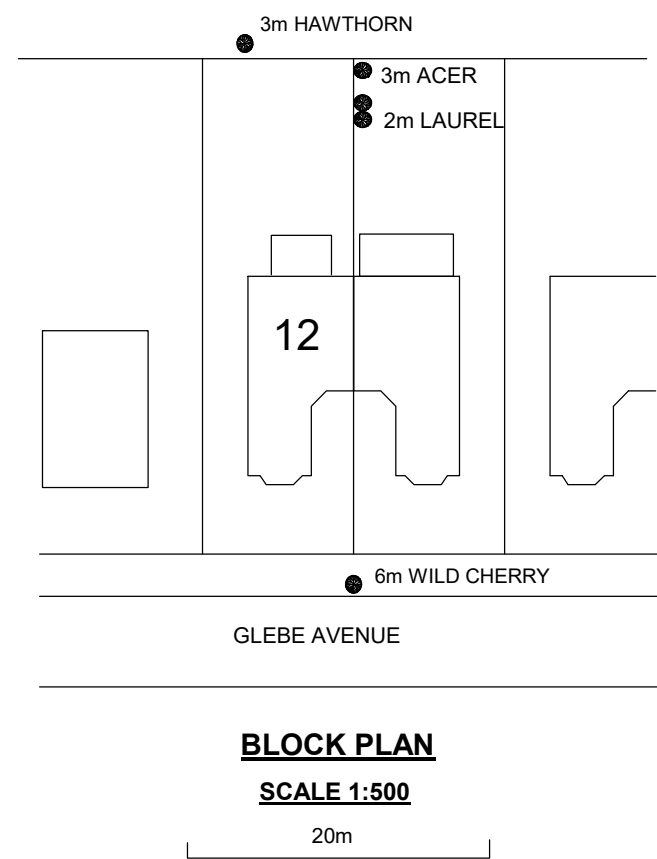 3m HAWTHORN
3m ACER
2m LAUREL
12
6m WILD CHERRY
GLEBE AVENUE
BLOCK PLAN
SCALE 1:500
20m